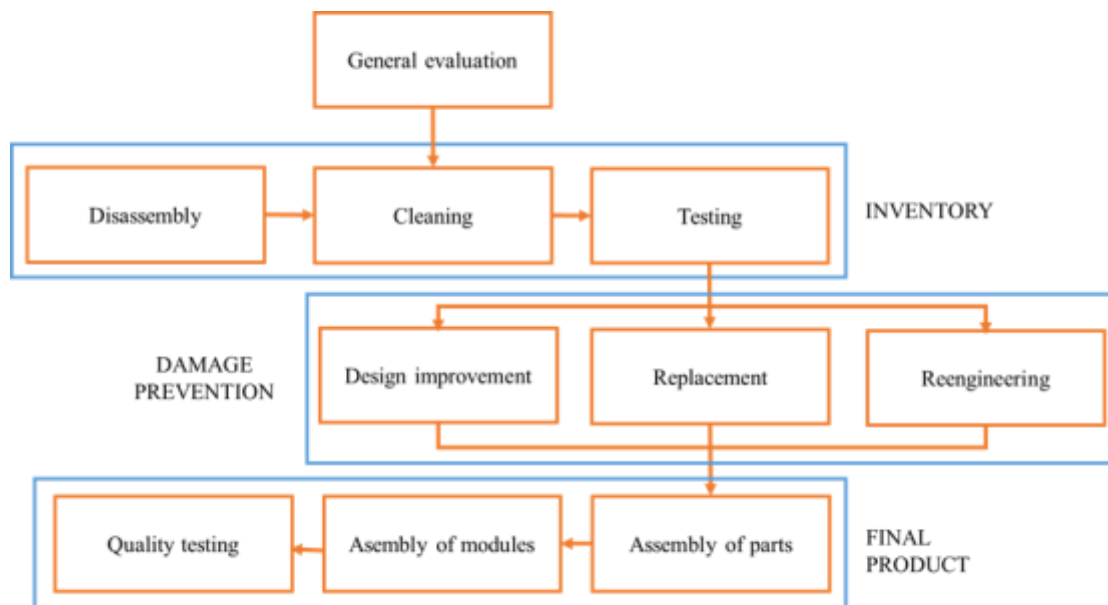 General evaluation
Disassembly
Cleaning
Testing
INVENTORY
DAMAGE
PREVENTION
Design improvement
Replacement
Reengineering
Quality testing
Asembly of modules
Assembly of parts
FINAL
PRODUCT